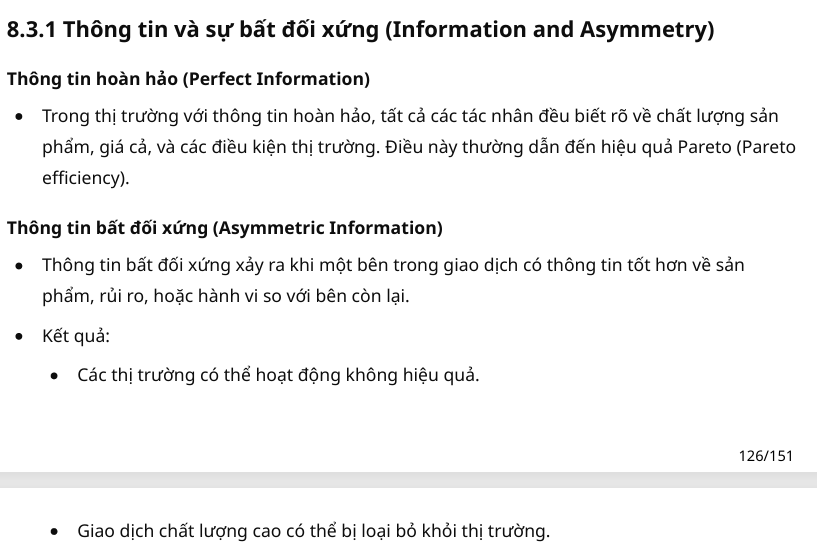 8.3.1 Thông tin và sự bất đối xứng (Information and Asymmetry)
Thông tin hoàn hảo (Perfect Information)
• Trong thị trường với thông tin hoàn hảo, tất cả các tác nhân đều biết rõ về chất lượng sản
phẩm, giá cả, và các điều kiện thị trường. Điều này thường dẫn đến hiệu quả Pareto (Pareto
efficiency).
Thông tin bất đối xứng (Asymmetric Information)
• Thông tin bất đối xứng xảy ra khi một bên trong giao dịch có thông tin tốt hơn về sản
phẩm, rủi ro, hoặc hành vi so với bên còn lại.
• Kết quả:
• Các thị trường có thể hoạt động không hiệu quả.
126/151
• Giao dịch chất lượng cao có thể bị loại bỏ khỏi thị trường.